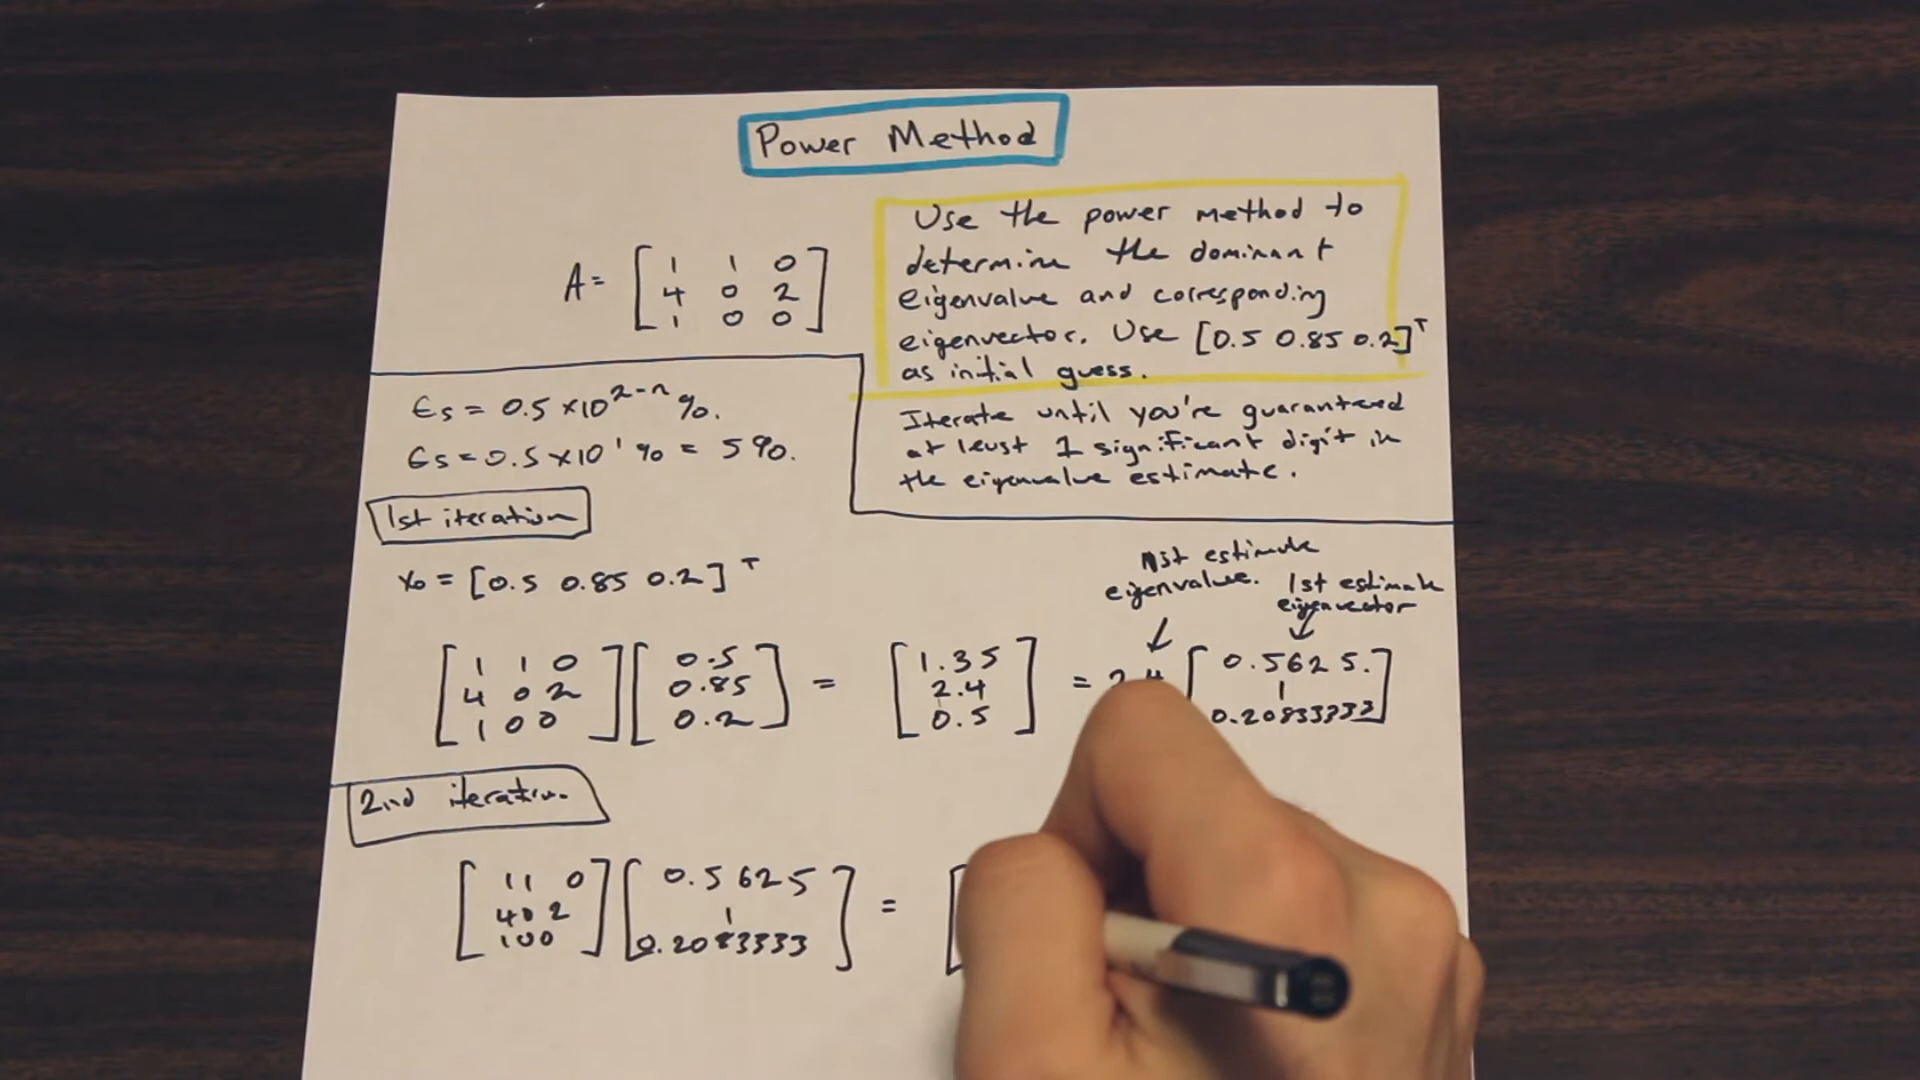 Power Method
A = [ 1 1 0
4 0 2
1 0 0 ]
Use the power method to
determine the dominant
eigenvalue and corresponding
eigenvector. Use [0.5 0.85 0.2]ᵀ
as initial guess.
Iterate until you're guaranteed
at least 1 significant digit in
the eigenvalue estimate.
Єs = 0.5 ×10²⁻ⁿ %.
Єs = 0.5 ×10¹ % = 5 %.
1st iteration
x₀ = [0.5 0.85 0.2]ᵀ
1st estimate
eigenvalue.
1st estimate
eigenvector
[ 1 1 0 ] [ 0.5 ] = [ 1.35 ] = [ 0.5625. ]
[ 4 0 2 ] [ 0.85 ] [ 2.4 ] [ 1 ]
[ 1 0 0 ] [ 0.2 ] [ 0.5 ] [ 0.20833333 ]
2nd iteration.
[ 1 1 0 ] [ 0.5625 ] = [
[ 4 0 2 ] [ 1 ]
[ 1 0 0 ] [ 0.2083333 ]